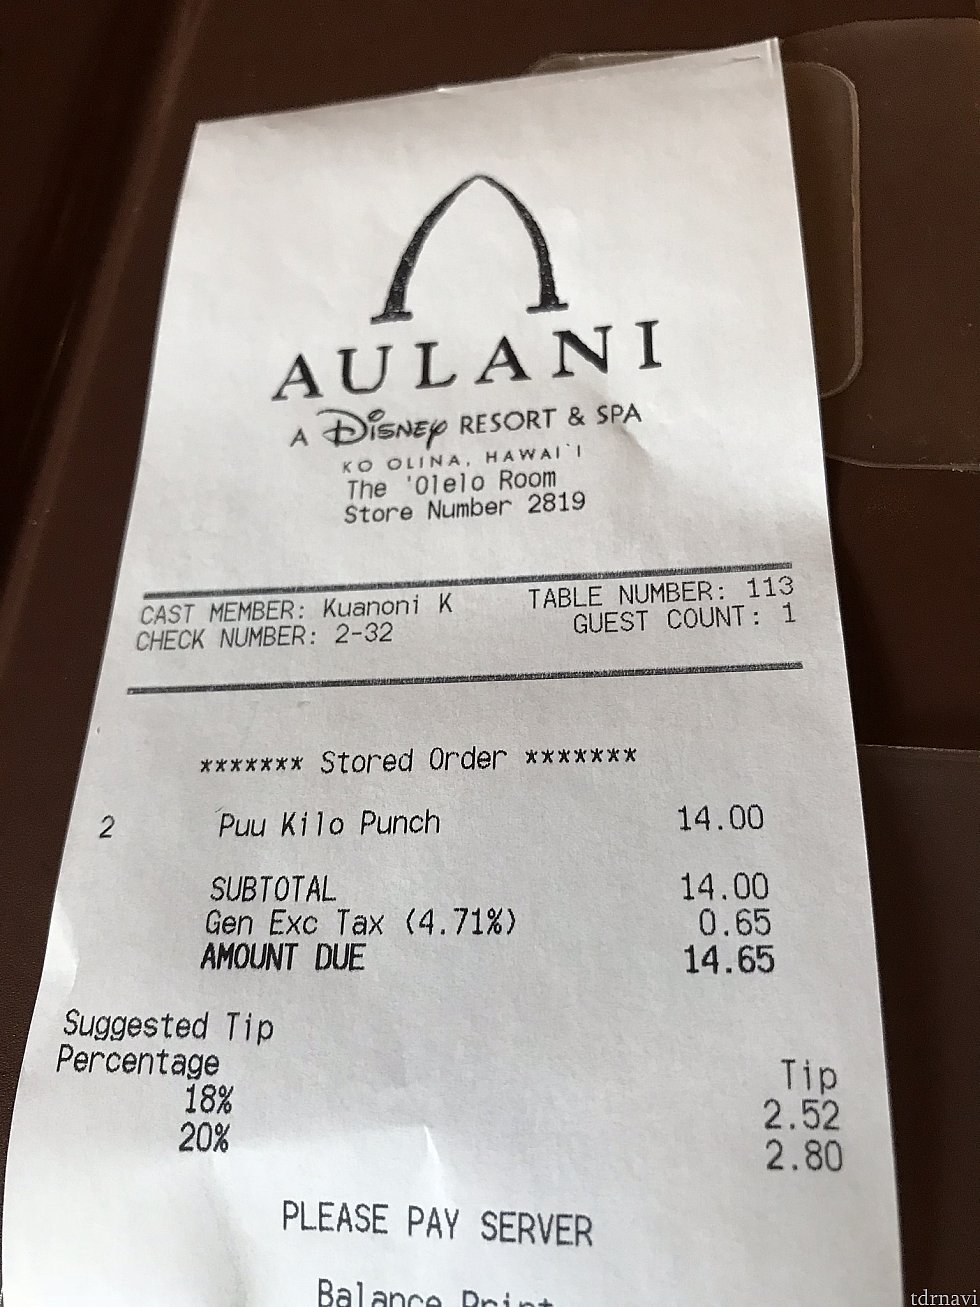 AULANI
A Disney RESORT & SPA
KO OLINA, HAWAI`I
The 'Olelo Room
Store Number 2819
CAST MEMBER: Kuanoni K TABLE NUMBER: 113
CHECK NUMBER: 2-32 GUEST COUNT: 1
******* Stored Order *******
2 Puu Kilo Punch 14.00
SUBTOTAL 14.00
Gen Exc Tax (4.71%) 0.65
AMOUNT DUE 14.65
Suggested Tip
Percentage Tip
18% 2.52
20% 2.80
PLEASE PAY SERVER
Balance Print
tdrnavi